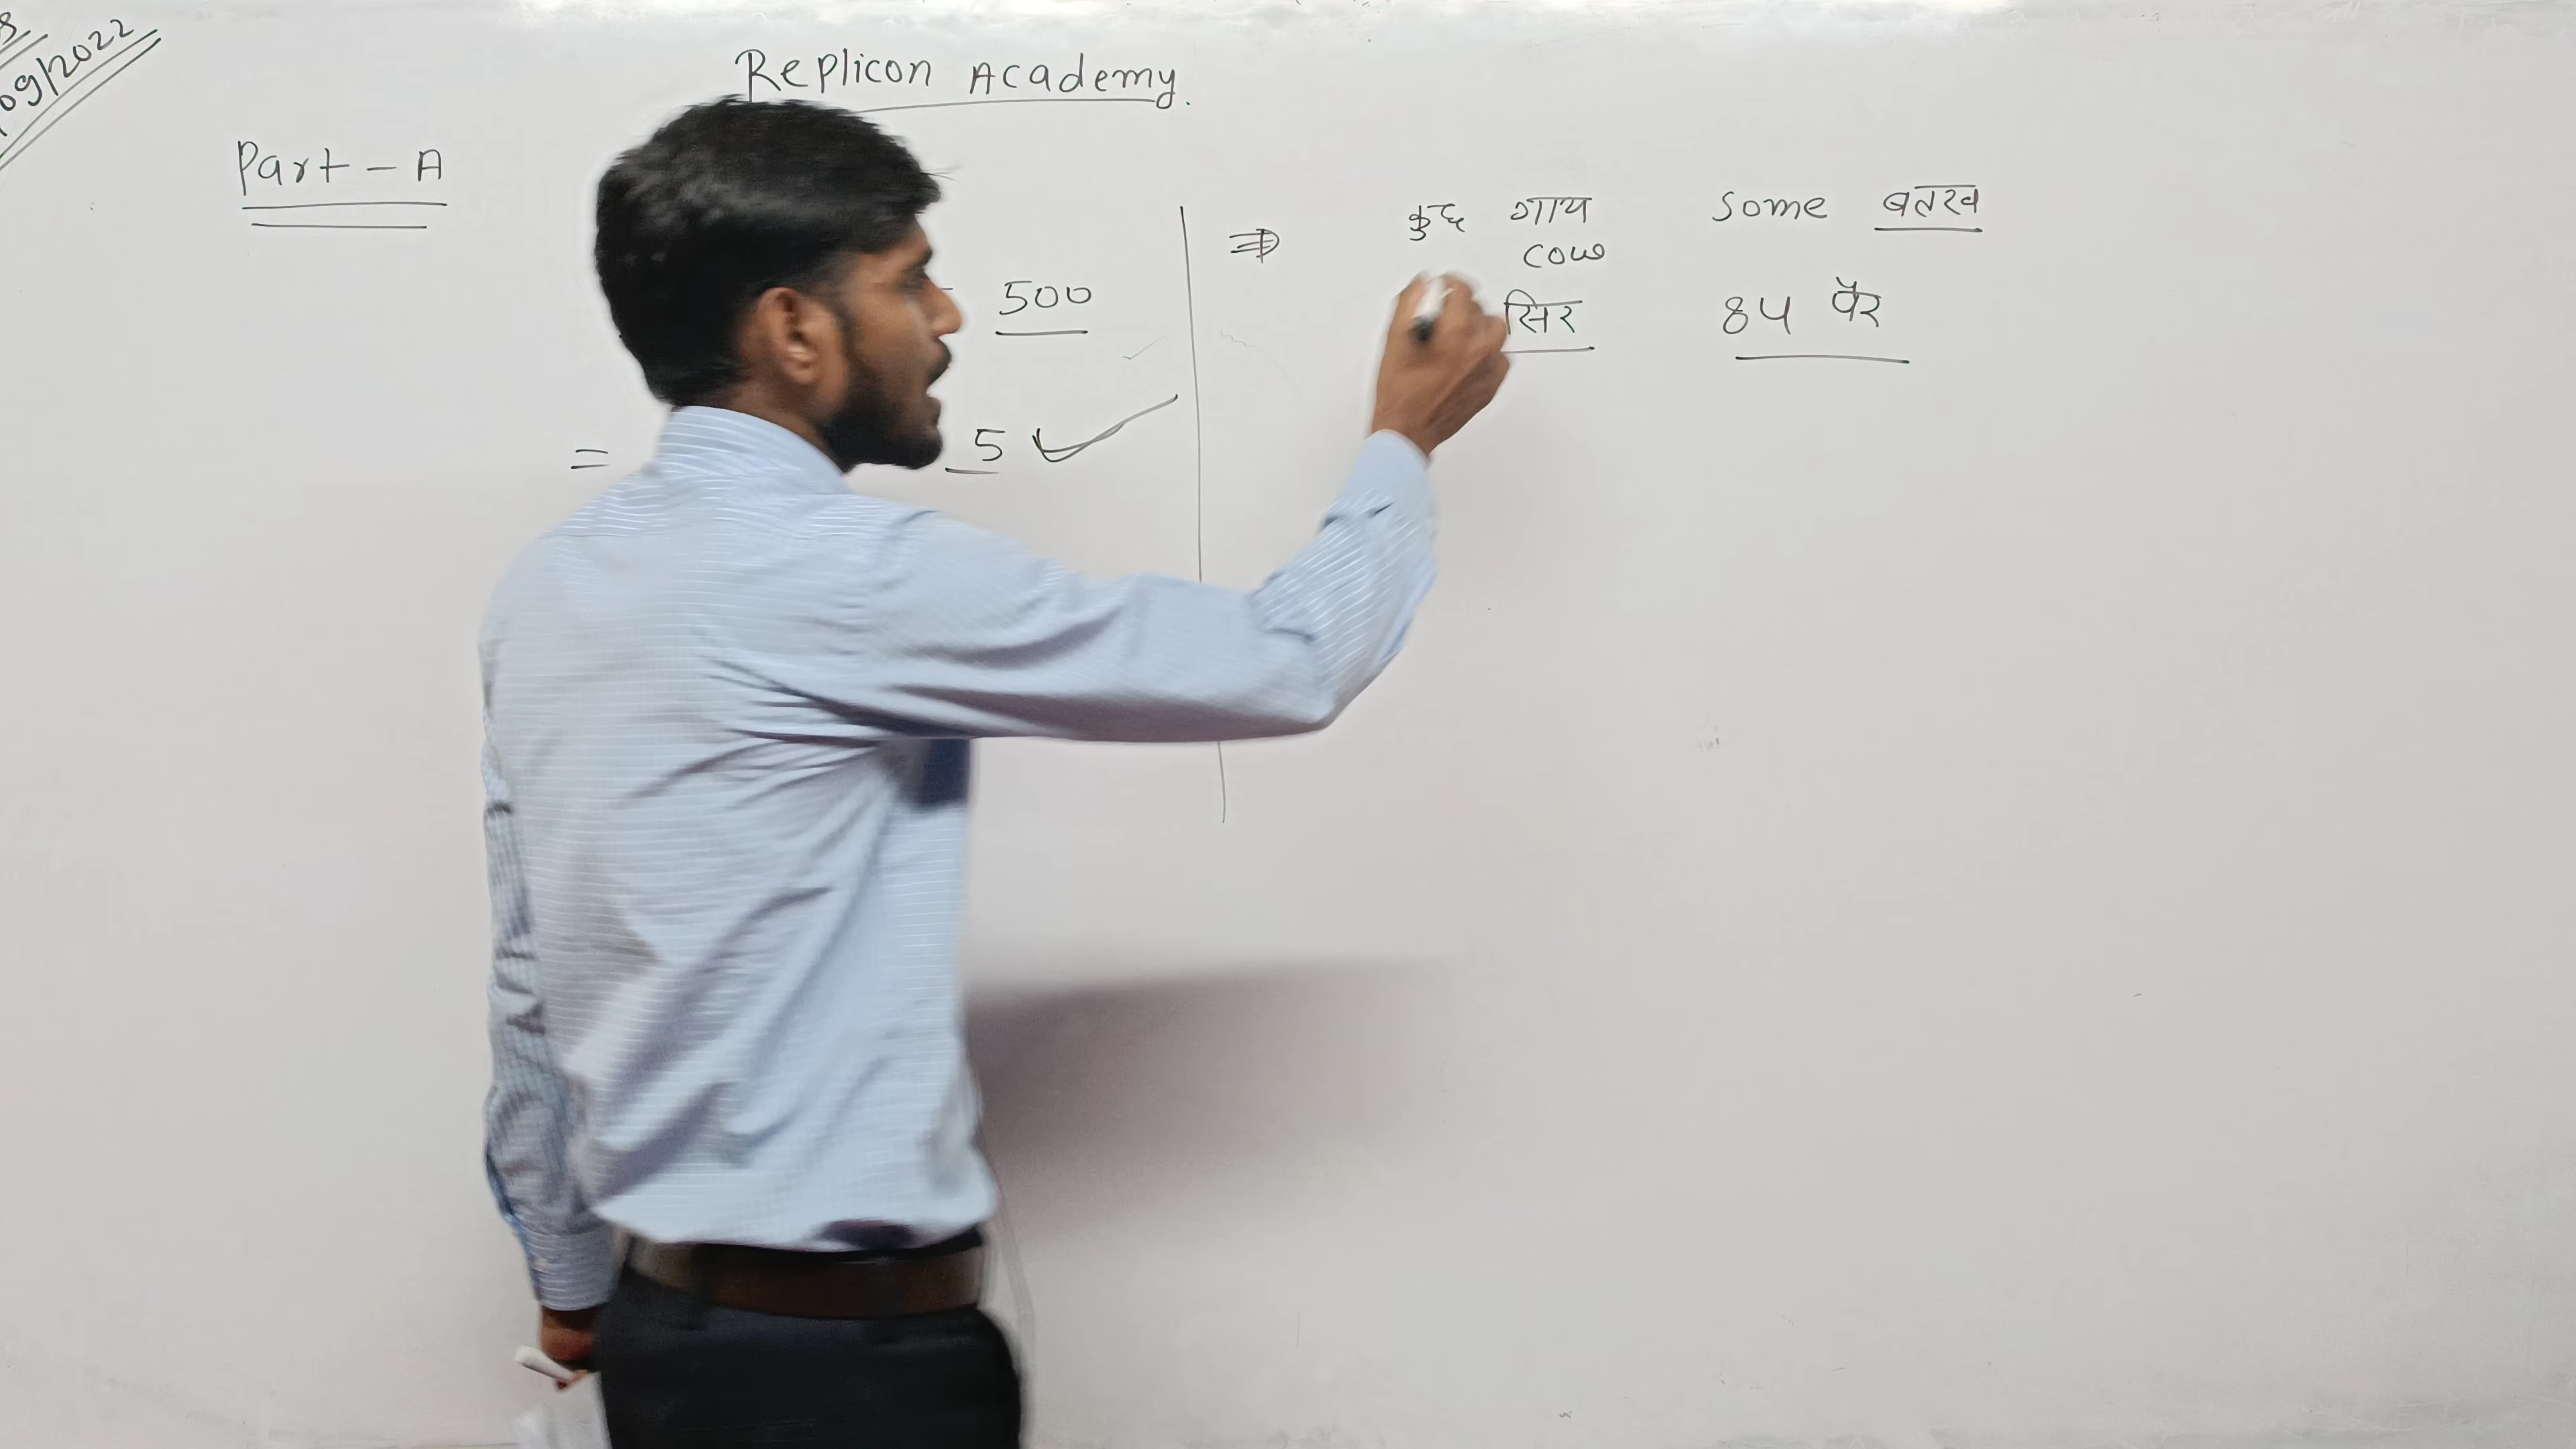 09/2022
Replicon Academy.
Part - A
500
= 5
⇒ कुछ गाय some बतख
cow
सिर 84 पैर